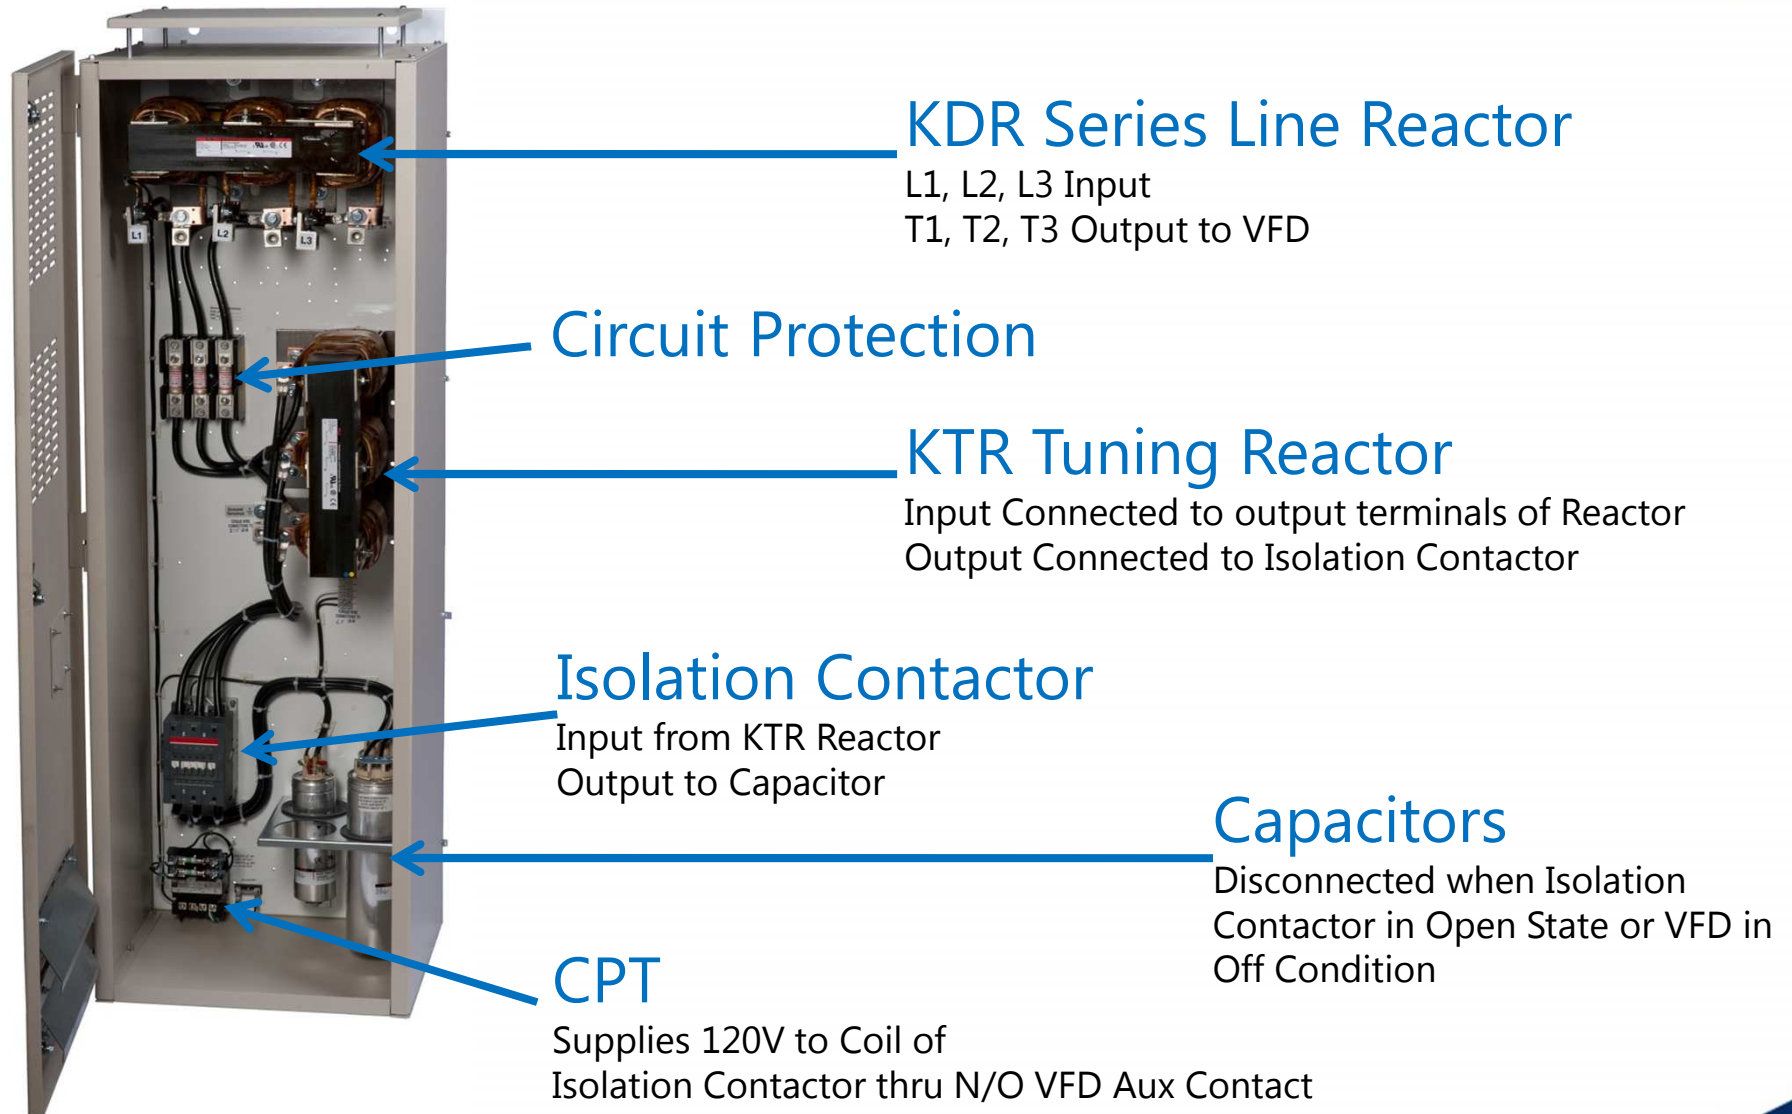 KDR Series Line Reactor
L1, L2, L3 Input
T1, T2, T3 Output to VFD
L1
L2
L3
Circuit Protection
KTR Tuning Reactor
Input Connected to output terminals of Reactor
Output Connected to Isolation Contactor
Isolation Contactor
Input from KTR Reactor
Output to Capacitor
Capacitors
Disconnected when Isolation
Contactor in Open State or VFD in
Off Condition
CPT
Supplies 120V to Coil of
Isolation Contactor thru N/O VFD Aux Contact